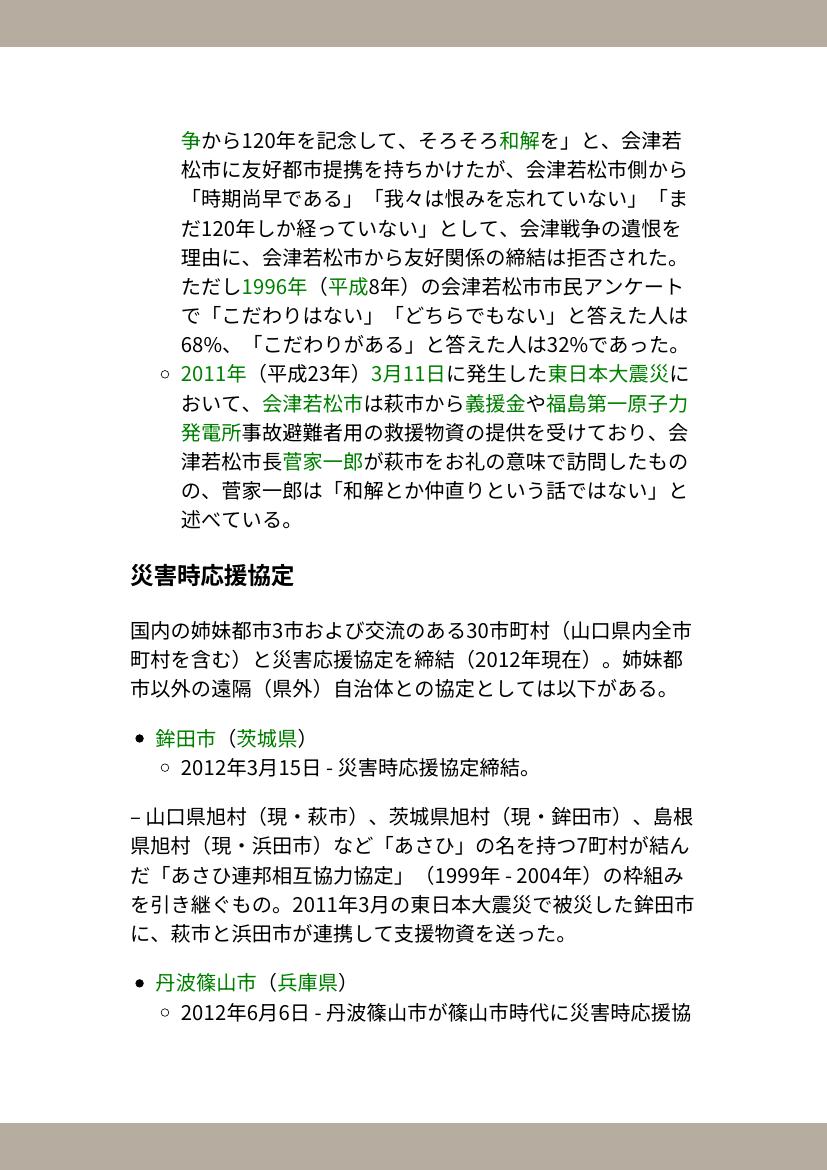 争から120年を記念して、そろそろ和解を」と、会津若
松市に友好都市提携を持ちかけたが、会津若松市側から
「時期尚早である」「我々は恨みを忘れていない」「ま
だ120年しか経っていない」として、会津戦争の遺恨を
理由に、会津若松市から友好関係の締結は拒否された。
ただし1996年（平成8年）の会津若松市市民アンケート
で「こだわりはない」「どちらでもない」と答えた人は
68%、「こだわりがある」と答えた人は32%であった。
○ 2011年（平成23年）3月11日に発生した東日本大震災に
おいて、会津若松市は萩市から義援金や福島第一原子力
発電所事故避難者用の救援物資の提供を受けており、会
津若松市長菅家一郎が萩市をお礼の意味で訪問したもの
の、菅家一郎は「和解とか仲直りという話ではない」と
述べている。
災害時応援協定
国内の姉妹都市3市および交流のある30市町村（山口県内全市
町村を含む）と災害応援協定を締結（2012年現在）。姉妹都
市以外の遠隔（県外）自治体との協定としては以下がある。
• 鉾田市（茨城県）
○ 2012年3月15日 - 災害時応援協定締結。
– 山口県旭村（現・萩市）、茨城県旭村（現・鉾田市）、島根
県旭村（現・浜田市）など「あさひ」の名を持つ7町村が結ん
だ「あさひ連邦相互協力協定」（1999年 - 2004年）の枠組み
を引き継ぐもの。2011年3月の東日本大震災で被災した鉾田市
に、萩市と浜田市が連携して支援物資を送った。
• 丹波篠山市（兵庫県）
○ 2012年6月6日 - 丹波篠山市が篠山市時代に災害時応援協